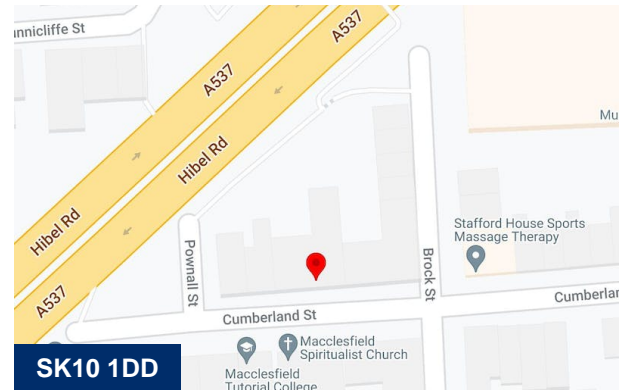 nnicliffe St
A537
A537
Hibel Rd
Hibel Rd
Mu
Stafford House Sports
Massage Therapy
Pownall St
Brock St
A537
Cumberlan
Cumberland St
Macclesfield
Spiritualist Church
Macclesfield
Tutorial College
SK10 1DD